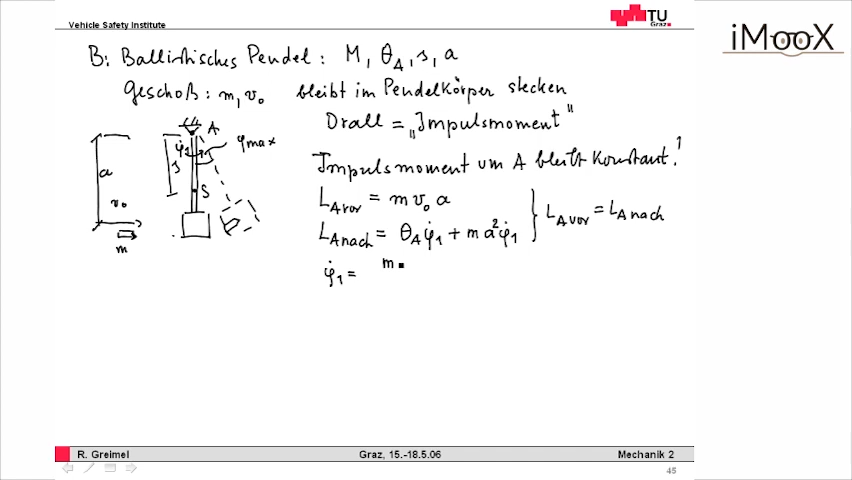 Vehicle Safety Institute
TU Graz
iMooX
B: Ballistisches Pendel: M, θA, s, a
Geschoß: m, v₀ bleibt im Pendelkörper stecken
Drall = „Impulsmoment"
Impulsmoment um A bleibt konstant!
L_A vor = m v₀ a
L_A nach = θ_A φ̇₁ + m a² φ̇₁
L_A vor = L_A nach
φ̇₁ = m
A
φ̇₁
φmax
a
s
S
v₀
m
R. Greimel
Graz, 15.-18.5.06
Mechanik 2
45